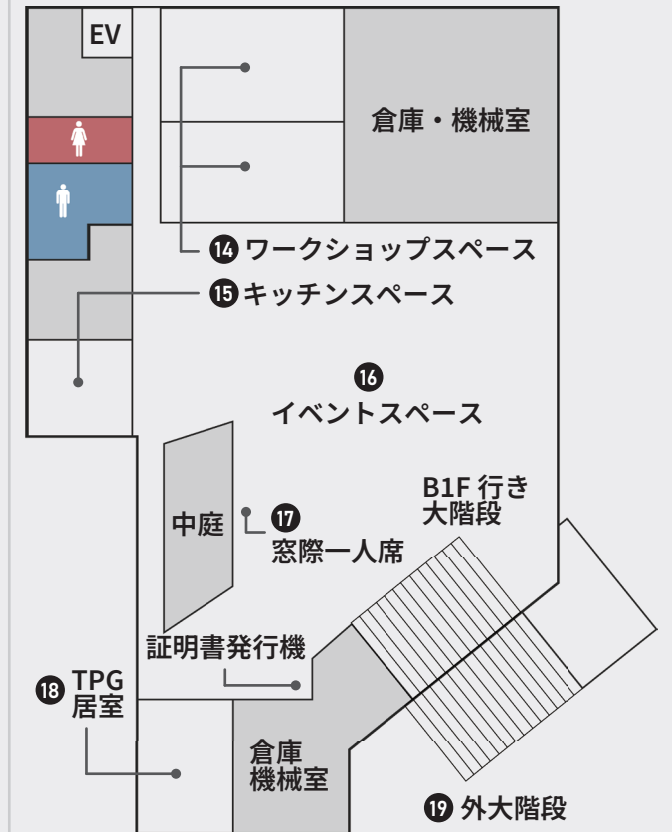 EV
倉庫・機械室
⓮ワークショップスペース
⓯キッチンスペース
⓰
イベントスペース
B1F 行き
大階段
中庭
⓱
窓際一人席
証明書発行機
⓲ TPG
居室
倉庫
機械室
⓳ 外大階段